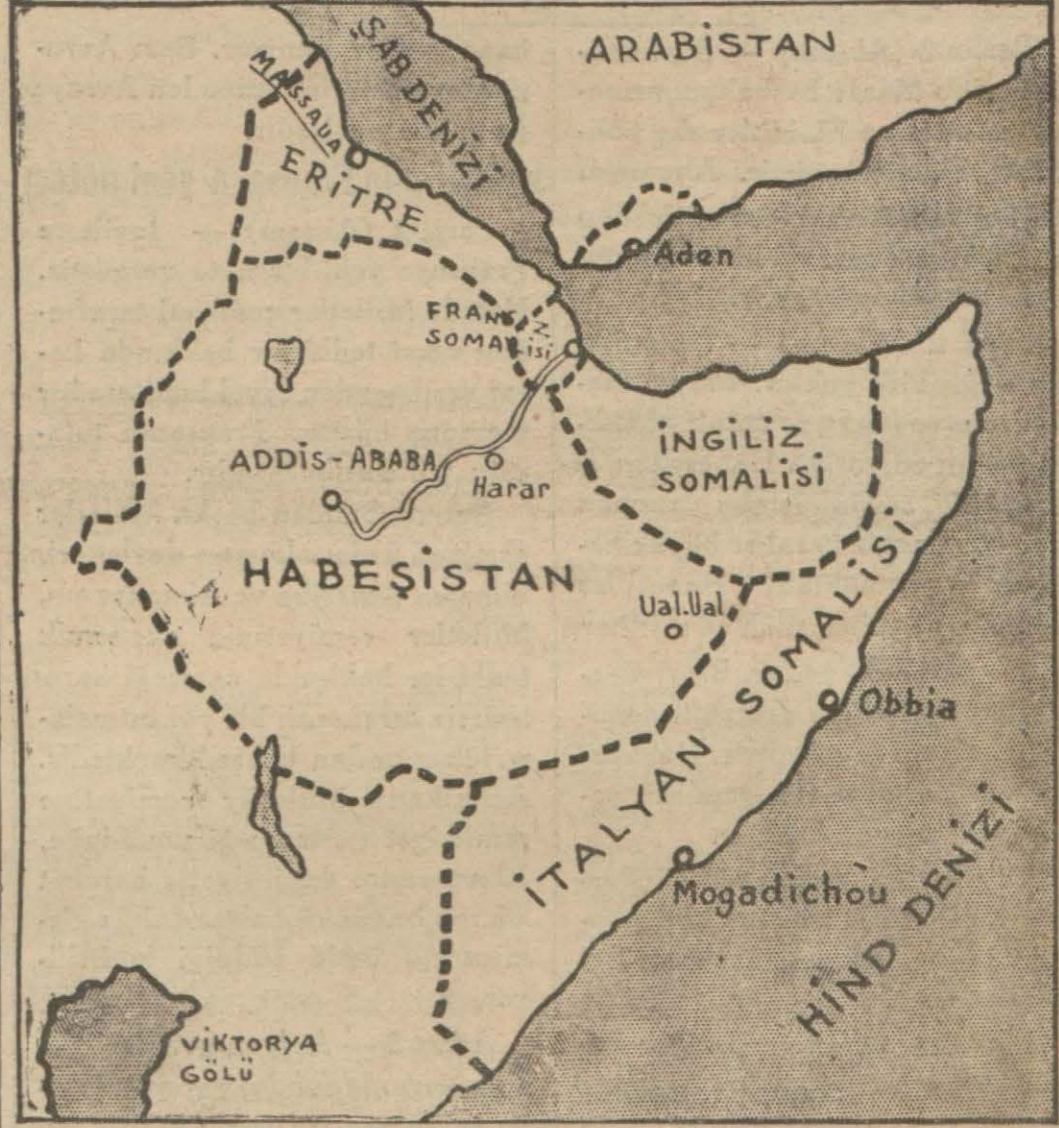 ARABİSTAN
ŞAB DENİZİ
MASSAUA
ERİTRE
Aden
FRANSIZ
SOMALİSİ
İNGİLİZ
SOMALİSİ
ADDİS-ABABA
Harar
HABEŞİSTAN
Ual.Ual
İTALYAN SOMALİSİ
Obbia
Mogadichou
HİND DENİZİ
VİKTORYA
GÖLÜ